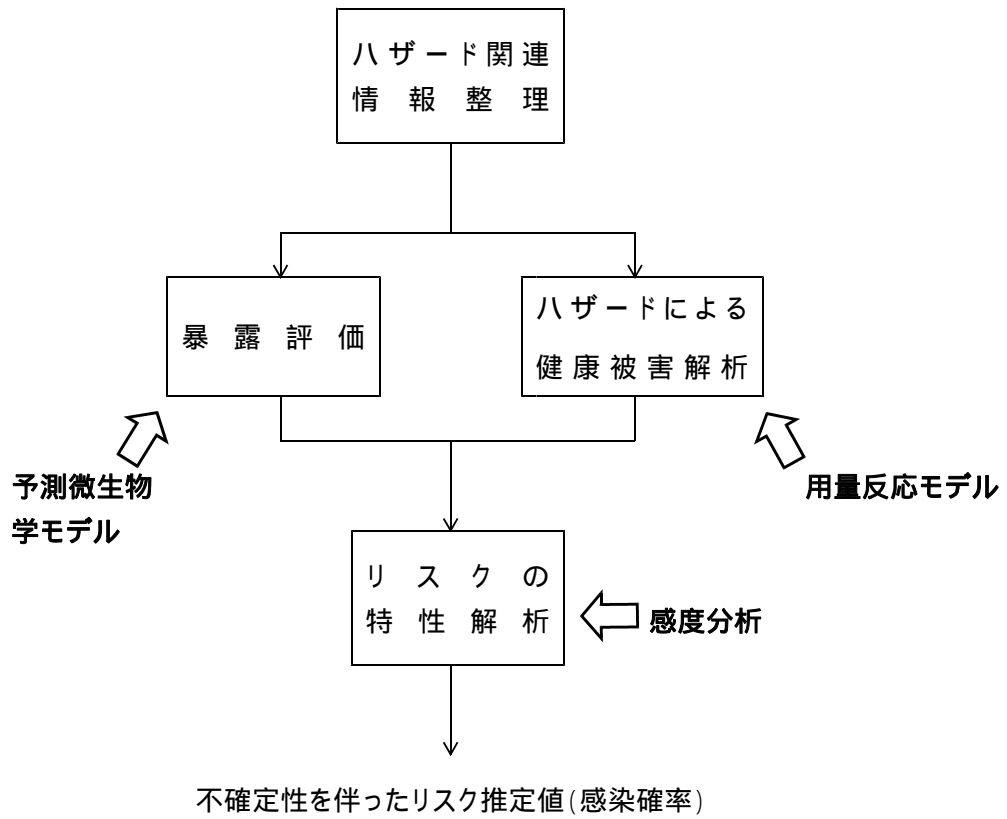 ハザード関連
情報整理
暴露評価
ハザードによる
健康被害解析
予測微生物
学モデル
用量反応モデル
リスクの
特性解析
感度分析
不確定性を伴ったリスク推定値(感染確率)